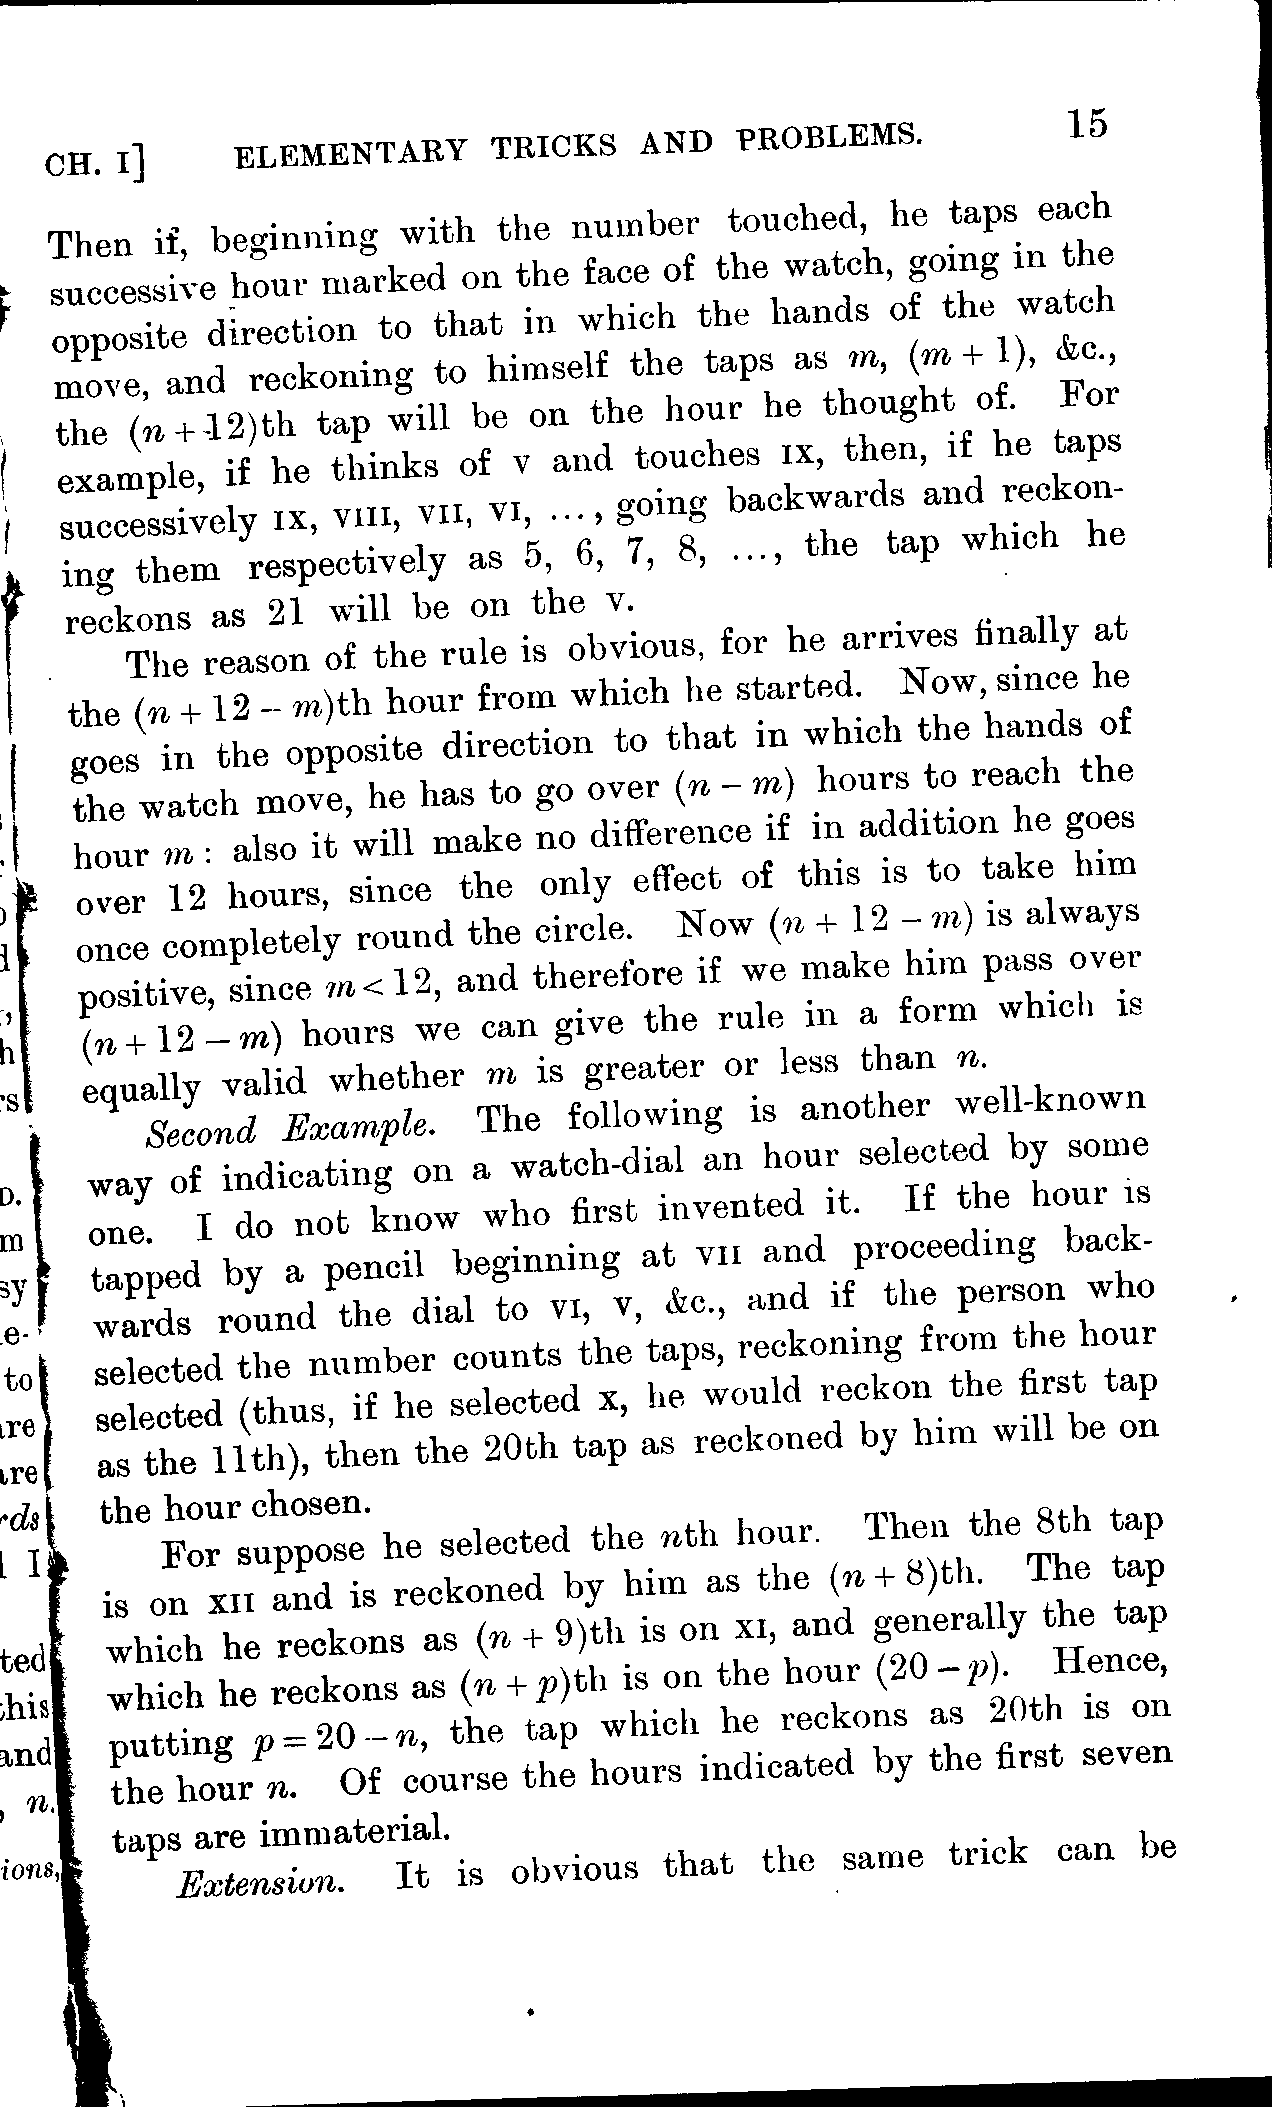 CH. I] ELEMENTARY TRICKS AND PROBLEMS. 15
Then if, beginning with the number touched, he taps each
successive hour marked on the face of the watch, going in the
opposite direction to that in which the hands of the watch
move, and reckoning to himself the taps as m, (m + 1), &c.,
the (n + 12)th tap will be on the hour he thought of. For
example, if he thinks of V and touches IX, then, if he taps
successively IX, VIII, VII, VI, ..., going backwards and reckon-
ing them respectively as 5, 6, 7, 8, ..., the tap which he
reckons as 21 will be on the V.
The reason of the rule is obvious, for he arrives finally at
the (n + 12 – m)th hour from which he started. Now, since he
goes in the opposite direction to that in which the hands of
the watch move, he has to go over (n – m) hours to reach the
hour m : also it will make no difference if in addition he goes
over 12 hours, since the only effect of this is to take him
once completely round the circle. Now (n + 12 – m) is always
positive, since m < 12, and therefore if we make him pass over
(n + 12 – m) hours we can give the rule in a form which is
equally valid whether m is greater or less than n.
Second Example. The following is another well-known
way of indicating on a watch-dial an hour selected by some
one. I do not know who first invented it. If the hour is
tapped by a pencil beginning at VII and proceeding back-
wards round the dial to VI, V, &c., and if the person who
selected the number counts the taps, reckoning from the hour
selected (thus, if he selected X, he would reckon the first tap
as the 11th), then the 20th tap as reckoned by him will be on
the hour chosen.
For suppose he selected the nth hour. Then the 8th tap
is on XII and is reckoned by him as the (n + 8)th. The tap
which he reckons as (n + 9)th is on XI, and generally the tap
which he reckons as (n + p)th is on the hour (20 – p). Hence,
putting p = 20 – n, the tap which he reckons as 20th is on
the hour n. Of course the hours indicated by the first seven
taps are immaterial.
Extension. It is obvious that the same trick can be